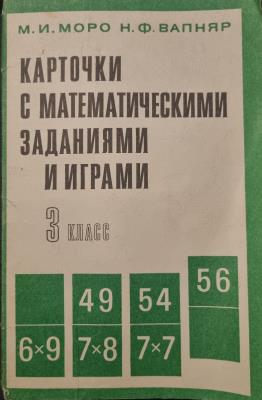 М.И.МОРО Н.Ф.ВАПНЯР
КАРТОЧКИ
С МАТЕМАТИЧЕСКИМИ
ЗАДАНИЯМИ
И ИГРАМИ
3 КЛАСС
49 54 56
6×9 7×8 7×7